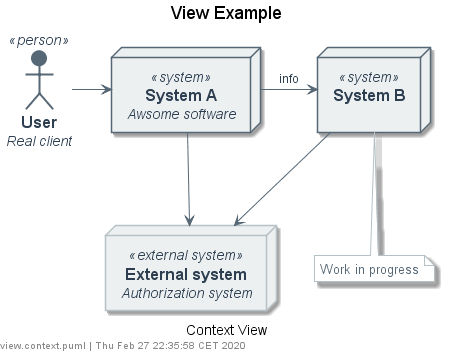 View Example
«person»
User
Real client
«system»
System A
Awsome software
info
«system»
System B
«external system»
External system
Authorization system
Work in progress
Context View
view.context.puml | Thu Feb 27 22:35:58 CET 2020